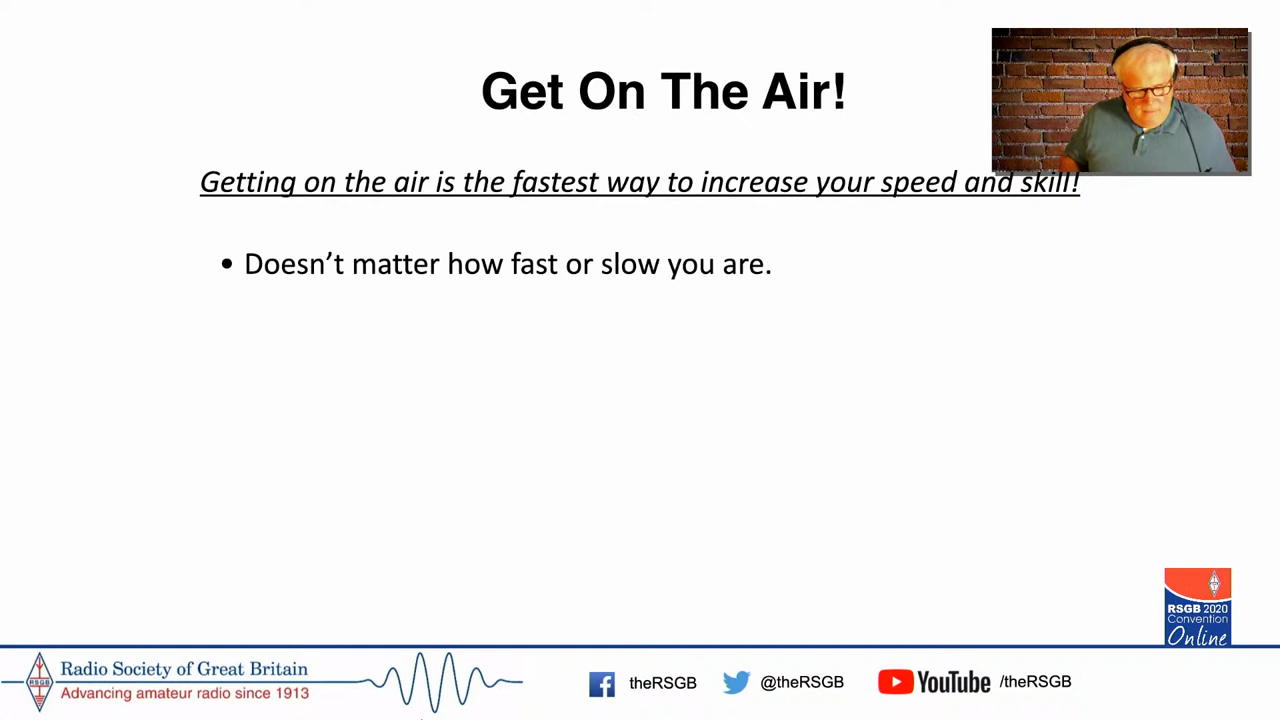 Get On The Air!
Getting on the air is the fastest way to increase your speed and skill!
• Doesn’t matter how fast or slow you are.
RSGB 2020
Convention
Online
RSGB
Radio Society of Great Britain
Advancing amateur radio since 1913
theRSGB
@theRSGB
YouTube /theRSGB